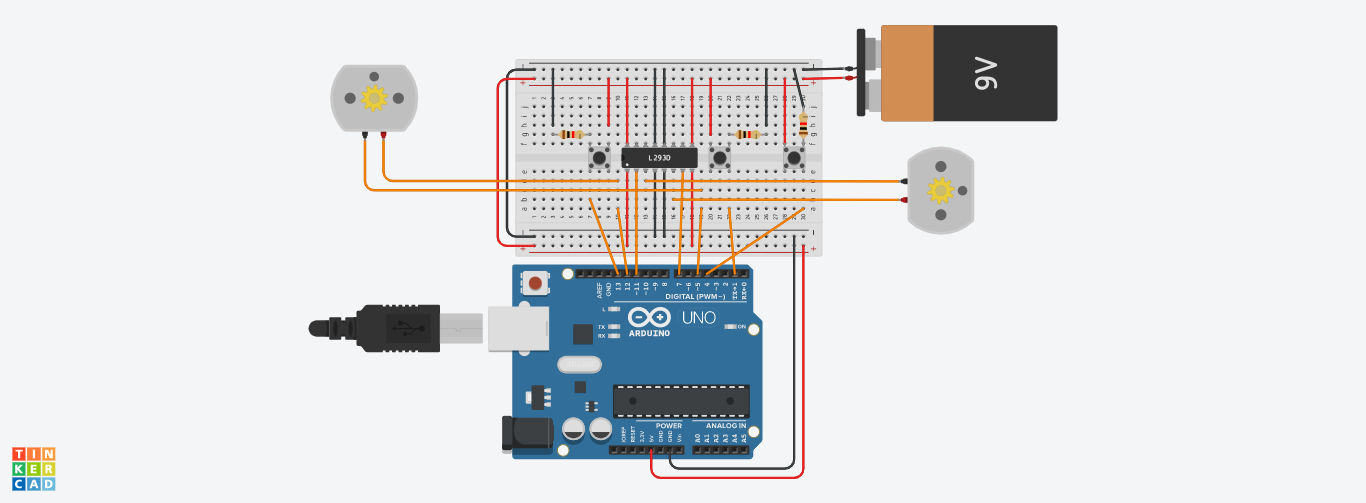 9V
L293D
AREF
GND
13
12
~11
~10
~9
8
7
~6
~5
4
~3
2
TX→1
RX←0
DIGITAL (PWM~)
L
TX
RX
ARDUINO
UNO
ON
IOREF
RESET
3.3V
5V
GND
GND
Vin
POWER
ANALOG IN
A0
A1
A2
A3
A4
A5
TIN
KER
CAD